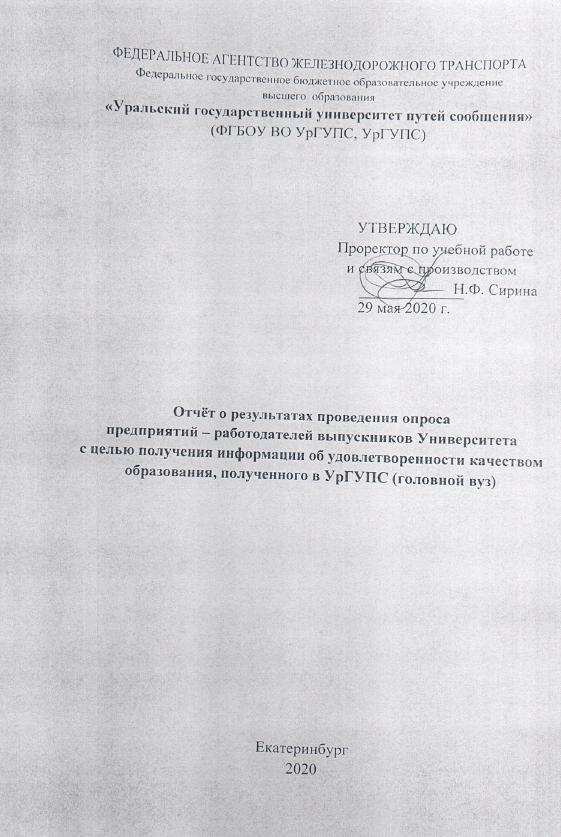 ФЕДЕРАЛЬНОЕ АГЕНТСТВО ЖЕЛЕЗНОДОРОЖНОГО ТРАНСПОРТА
Федеральное государственное бюджетное образовательное учреждение
высшего образования
«Уральский государственный университет путей сообщения»
(ФГБОУ ВО УрГУПС, УрГУПС)
УТВЕРЖДАЮ
Проректор по учебной работе
и связям с производством
Н.Ф. Сирина
29 мая 2020 г.
Отчёт о результатах проведения опроса
предприятий – работодателей выпускников Университета
с целью получения информации об удовлетворенности качеством
образования, полученного в УрГУПС (головной вуз)
Екатеринбург
2020